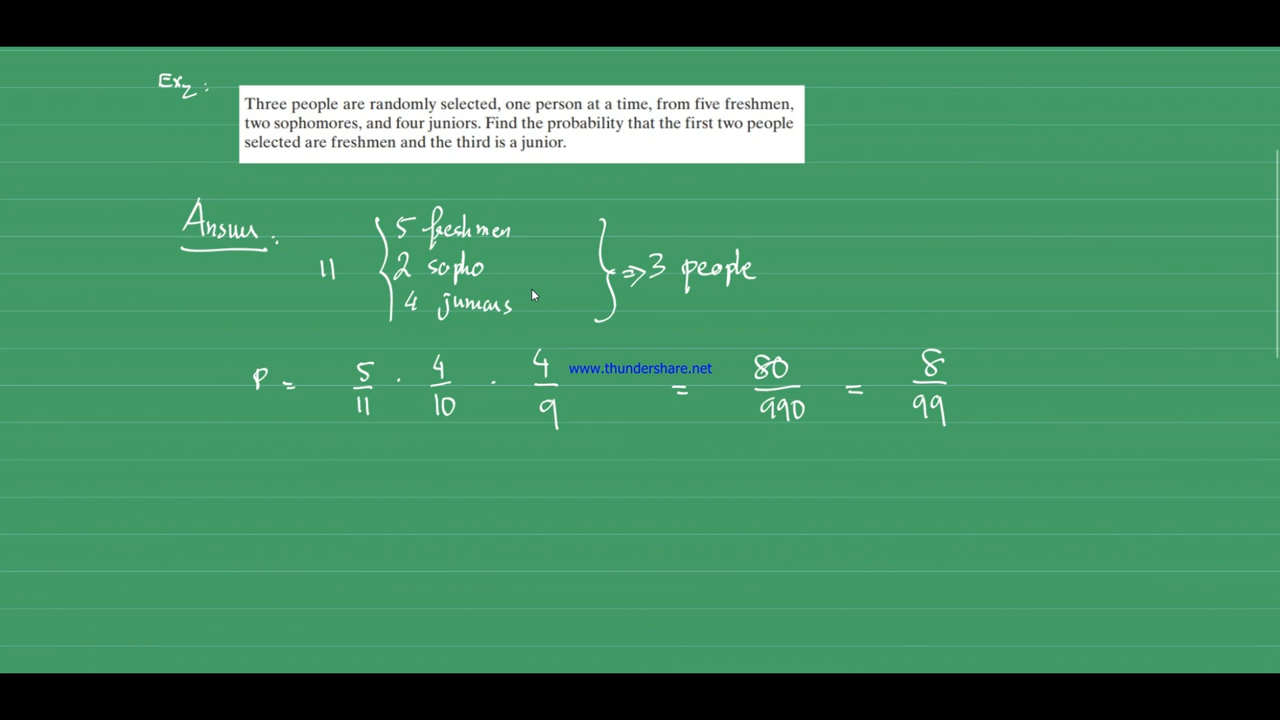 Ex2:
Three people are randomly selected, one person at a time, from five freshmen,
two sophomores, and four juniors. Find the probability that the first two people
selected are freshmen and the third is a junior.
Answer:
11 { 5 freshmen
2 sopho
4 juniors } => 3 people
P = 5/11 · 4/10 · 4/9 = 80/990 = 8/99
www.thundershare.net